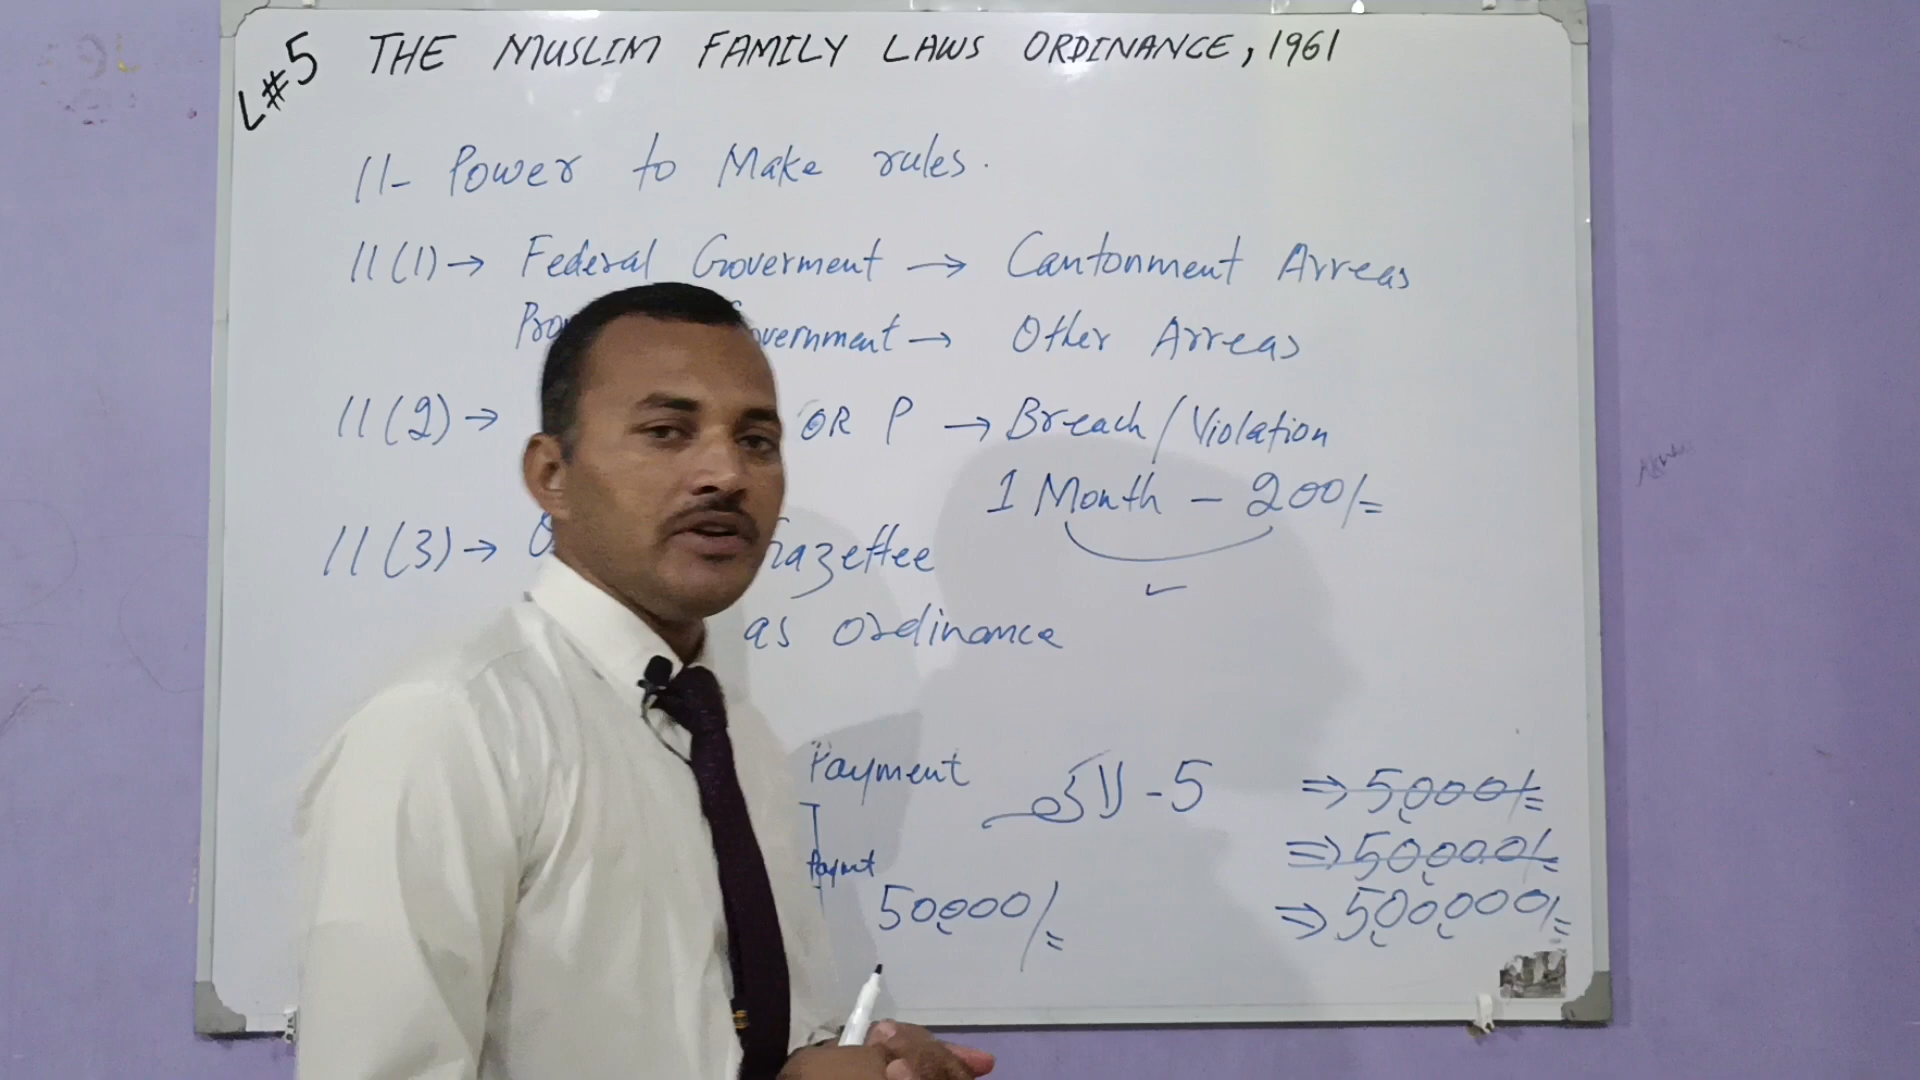 L#5 THE MUSLIM FAMILY LAWS ORDINANCE, 1961
11- Power to Make rules.
11(1)→ Federal Goverment → Cantonment Arreas
Pro vernment → Other Arreas
11(2)→ OR P → Breach/Violation
1 Month - 200/=
11(3)→ Gazettee
as Ordinance
Payment
-5 ⇒ 5000/=
⇒ 50000/=
Paymt
50000/= ⇒ 500000/=